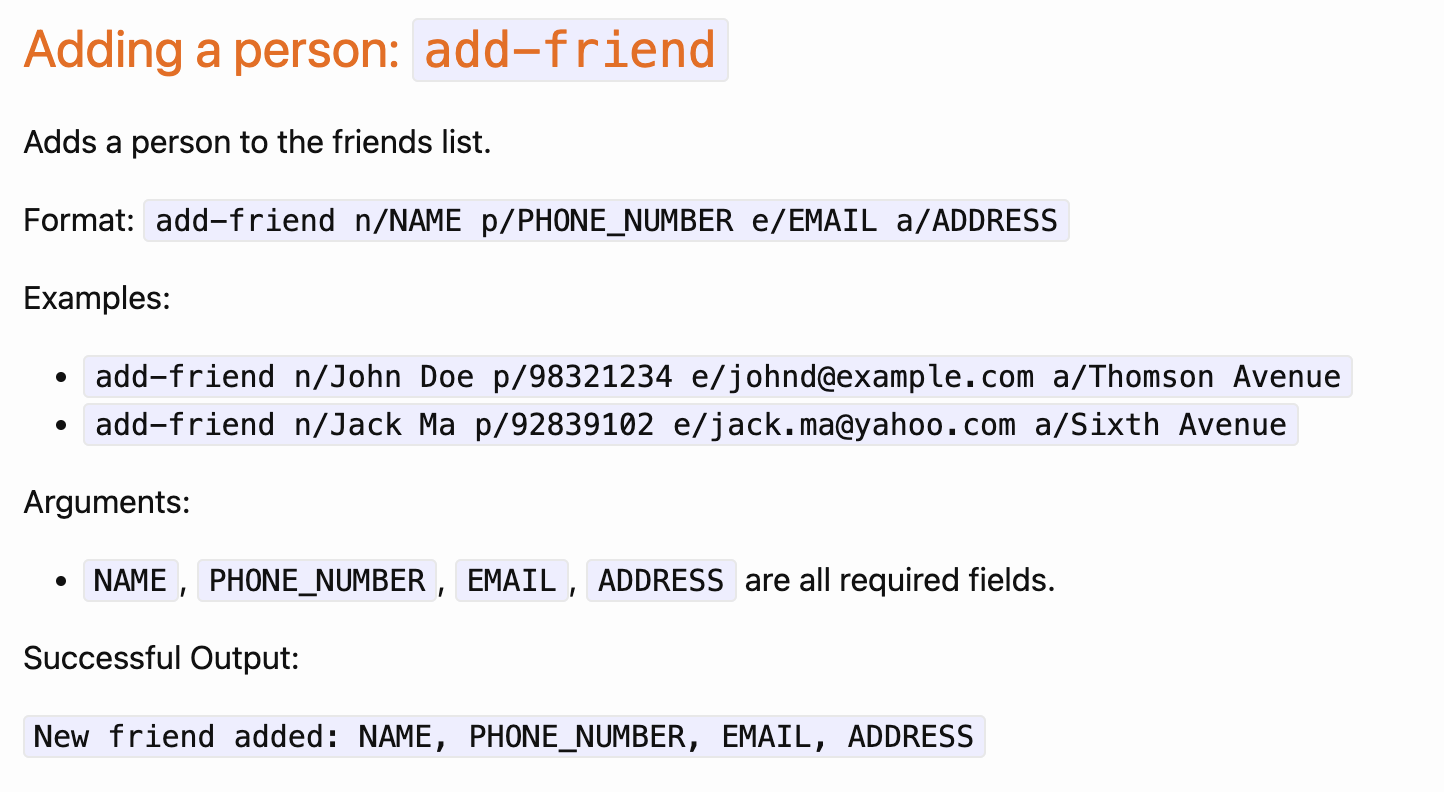 Adding a person: add-friend
Adds a person to the friends list.
Format: add-friend n/NAME p/PHONE_NUMBER e/EMAIL a/ADDRESS
Examples:
• add-friend n/John Doe p/98321234 e/johnd@example.com a/Thomson Avenue
• add-friend n/Jack Ma p/92839102 e/jack.ma@yahoo.com a/Sixth Avenue
Arguments:
• NAME, PHONE_NUMBER, EMAIL, ADDRESS are all required fields.
Successful Output:
New friend added: NAME, PHONE_NUMBER, EMAIL, ADDRESS